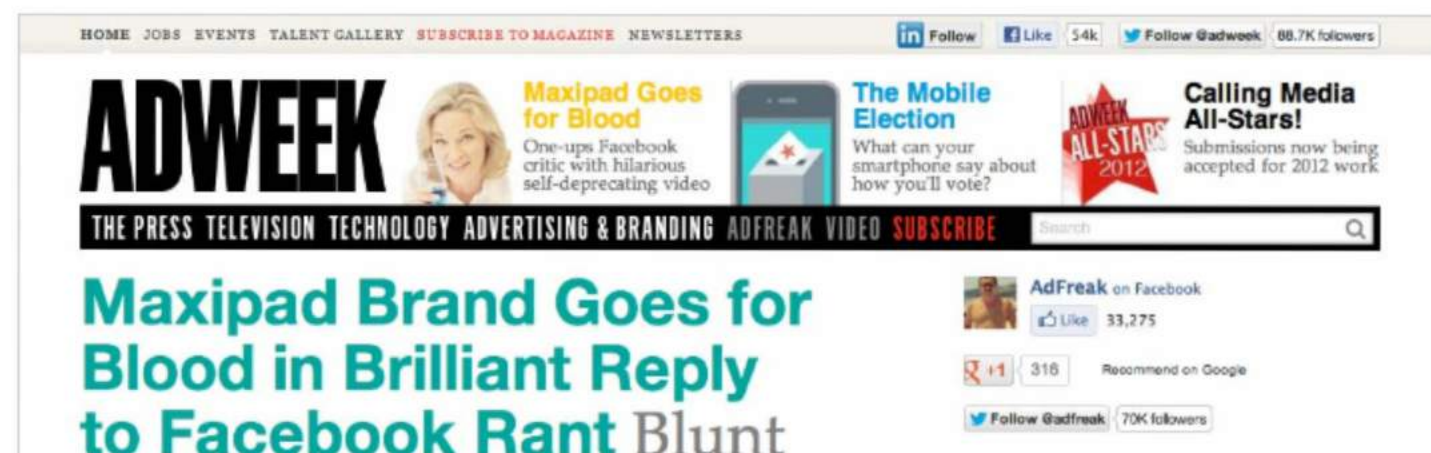 HOME JOBS EVENTS TALENT GALLERY SUBSCRIBE TO MAGAZINE NEWSLETTERS
in Follow Like 54k Follow @adweek 88.7K followers
ADWEEK
Maxipad Goes
for Blood
One-ups Facebook
critic with hilarious
self-deprecating video
The Mobile
Election
What can your
smartphone say about
how you'll vote?
ADWEEK
ALL-STARS
2012
Calling Media
All-Stars!
Submissions now being
accepted for 2012 work
THE PRESS TELEVISION TECHNOLOGY ADVERTISING & BRANDING ADFREAK VIDEO SUBSCRIBE
Search
Maxipad Brand Goes for
Blood in Brilliant Reply
to Facebook Rant Blunt
AdFreak on Facebook
Like 33,275
g +1 316 Recommend on Google
Follow @adfreak 70K followers